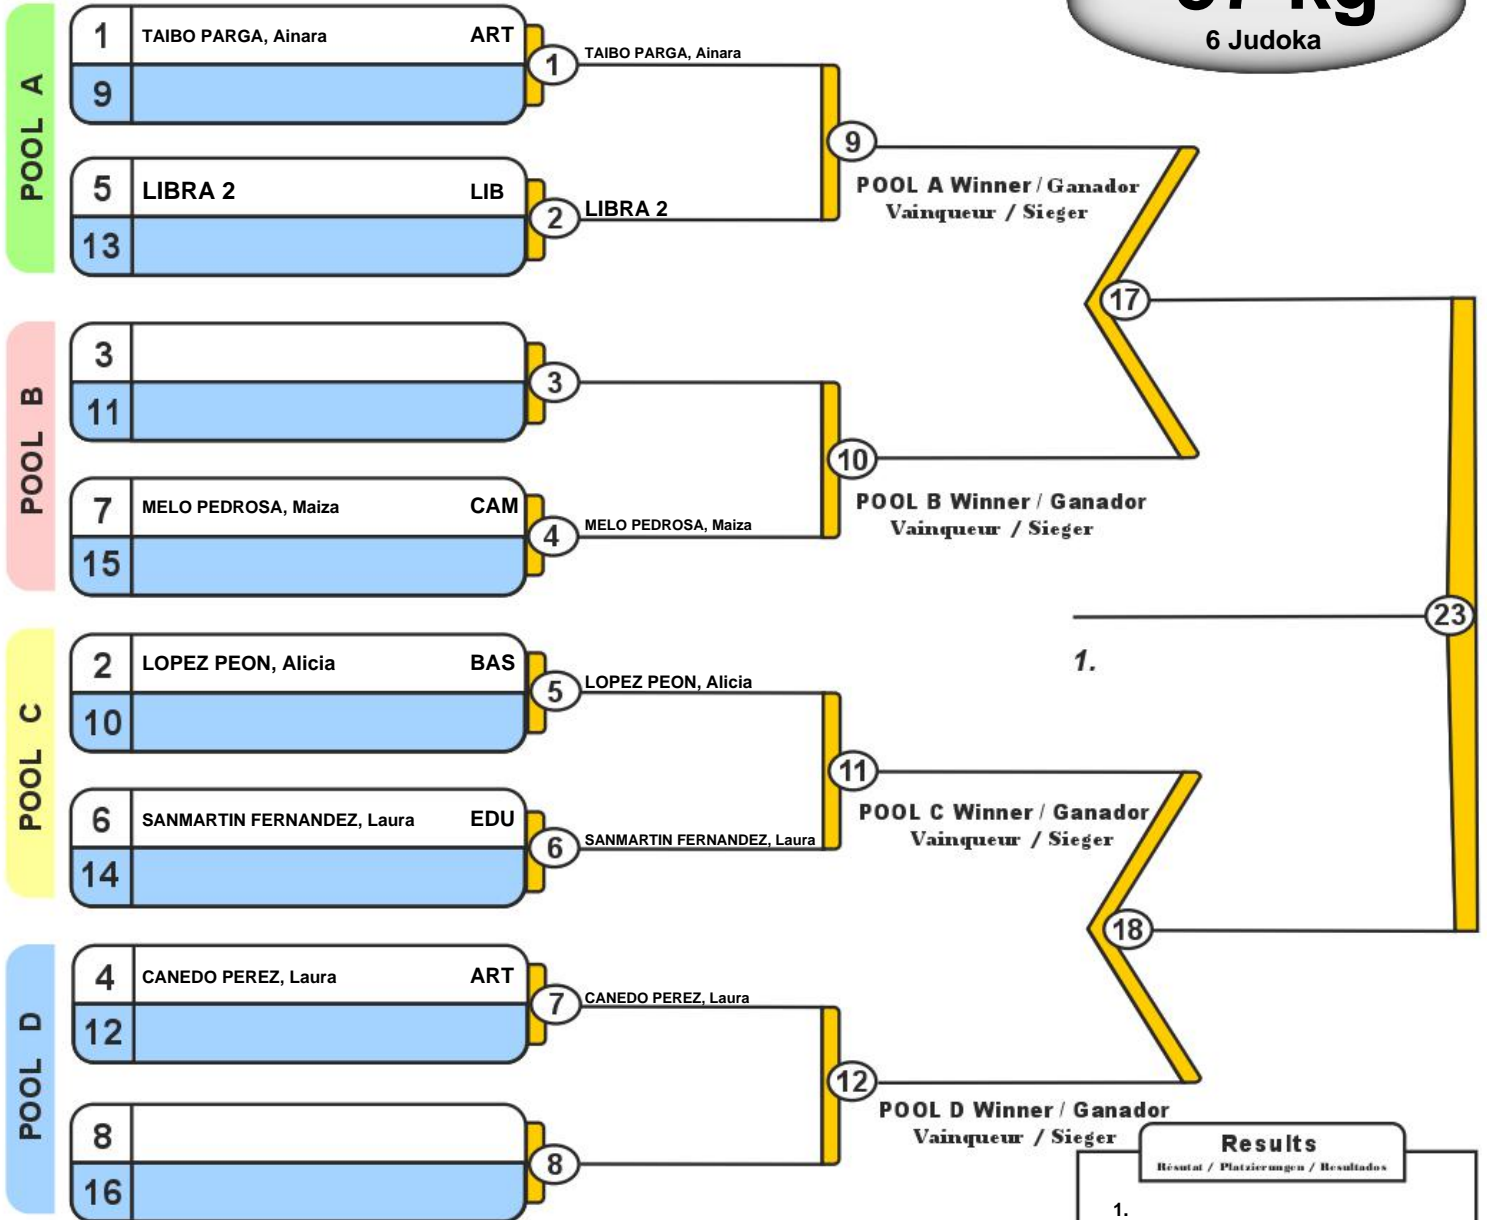 kg
6 Judoka
POOL A
1 TAIBO PARGA, Ainara ART
9
1 TAIBO PARGA, Ainara
5 LIBRA 2 LIB
13
2 LIBRA 2
9
POOL A Winner / Ganador
Vainqueur / Sieger
17
POOL B
3
11
3
7 MELO PEDROSA, Maiza CAM
15
4 MELO PEDROSA, Maiza
10
POOL B Winner / Ganador
Vainqueur / Sieger
23
1.
POOL C
2 LOPEZ PEON, Alicia BAS
10
5 LOPEZ PEON, Alicia
6 SANMARTIN FERNANDEZ, Laura EDU
14
6 SANMARTIN FERNANDEZ, Laura
11
POOL C Winner / Ganador
Vainqueur / Sieger
18
POOL D
4 CANEDO PEREZ, Laura ART
12
7 CANEDO PEREZ, Laura
8
16
8
12
POOL D Winner / Ganador
Vainqueur / Sieger
Results
Résutat / Platzierungen / Resultados
1.